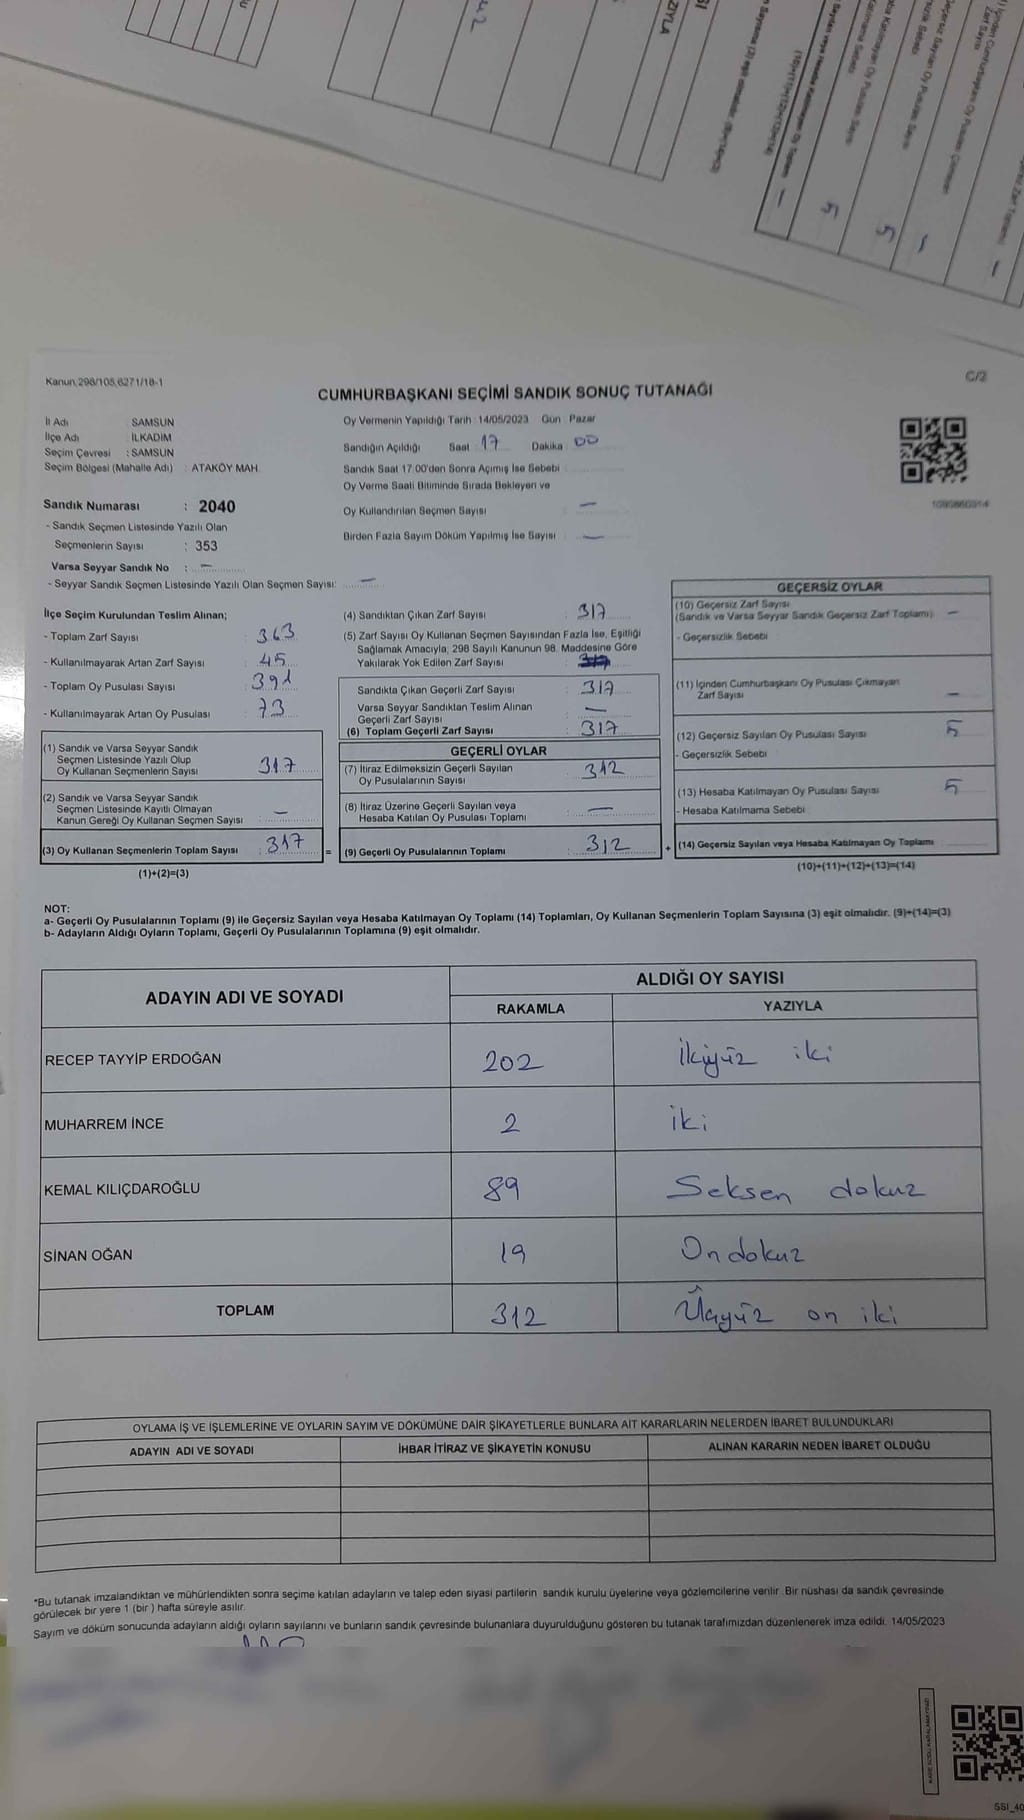 Kanun,298/105,6271/18-1
C/2
CUMHURBAŞKANI SEÇİMİ SANDIK SONUÇ TUTANAĞI
İl Adı : SAMSUN
İlçe Adı : İLKADIM
Seçim Çevresi : SAMSUN
Seçim Bölgesi (Mahalle Adı) : ATAKÖY MAH.
Sandık Numarası : 2040
- Sandık Seçmen Listesinde Yazılı Olan
Seçmenlerin Sayısı : 353
Varsa Seyyar Sandık No : —
- Seyyar Sandık Seçmen Listesinde Yazılı Olan Seçmen Sayısı: —
Oy Vermenin Yapıldığı Tarih : 14/05/2023 Gün : Pazar
Sandığın Açıldığı Saat 17 Dakika 00
Sandık Saat 17:00'den Sonra Açımış İse Sebebi
Oy Verme Saati Bitiminde Sırada Bekleyen ve
Oy Kullandırılan Seçmen Sayısı : —
Birden Fazla Sayım Döküm Yapılmış İse Sayısı : —
İlçe Seçim Kurulundan Teslim Alınan;
- Toplam Zarf Sayısı : 363
- Kullanılmayarak Artan Zarf Sayısı : 45
- Toplam Oy Pusulası Sayısı : 391
- Kullanılmayarak Artan Oy Pusulası : 73
(1) Sandık ve Varsa Seyyar Sandık
Seçmen Listesinde Yazılı Olup
Oy Kullanan Seçmenlerin Sayısı : 317
(2) Sandık ve Varsa Seyyar Sandık
Seçmen Listesinde Kayıtlı Olmayan
Kanun Gereği Oy Kullanan Seçmen Sayısı : —
(3) Oy Kullanan Seçmenlerin Toplam Sayısı : 317
(1)+(2)=(3)
(4) Sandıktan Çıkan Zarf Sayısı : 317
(5) Zarf Sayısı Oy Kullanan Seçmen Sayısından Fazla İse, Eşitliği
Sağlamak Amacıyla, 298 Sayılı Kanunun 98. Maddesine Göre
Yakılarak Yok Edilen Zarf Sayısı :
Sandıkta Çıkan Geçerli Zarf Sayısı : 317
Varsa Seyyar Sandıktan Teslim Alınan
Geçerli Zarf Sayısı : —
(6) Toplam Geçerli Zarf Sayısı : 317
GEÇERLİ OYLAR
(7) İtiraz Edilmeksizin Geçerli Sayılan
Oy Pusulalarının Sayısı : 312
(8) İtiraz Üzerine Geçerli Sayılan veya
Hesaba Katılan Oy Pusulası Toplamı : —
= (9) Geçerli Oy Pusulalarının Toplamı : 312
GEÇERSİZ OYLAR
(10) Geçersiz Zarf Sayısı
(Sandık ve Varsa Seyyar Sandık Geçersiz Zarf Toplamı) : —
- Geçersizlik Sebebi
(11) İçinden Cumhurbaşkanı Oy Pusulası Çıkmayan
Zarf Sayısı —
(12) Geçersiz Sayılan Oy Pusulası Sayısı 5
- Geçersizlik Sebebi
(13) Hesaba Katılmayan Oy Pusulası Sayısı 5
- Hesaba Katılmama Sebebi
+ (14) Geçersiz Sayılan veya Hesaba Katılmayan Oy Toplamı
(10)+(11)+(12)+(13)=(14)
NOT:
a- Geçerli Oy Pusulalarının Toplamı (9) ile Geçersiz Sayılan veya Hesaba Katılmayan Oy Toplamı (14) Toplamları, Oy Kullanan Seçmenlerin Toplam Sayısına (3) eşit olmalıdır. (9)+(14)=(3)
b- Adayların Aldığı Oyların Toplamı, Geçerli Oy Pusulalarının Toplamına (9) eşit olmalıdır.
ADAYIN ADI VE SOYADI
ALDIĞI OY SAYISI
RAKAMLA YAZIYLA
RECEP TAYYİP ERDOĞAN 202 İkiyüz iki
MUHARREM İNCE 2 iki
KEMAL KILIÇDAROĞLU 89 Seksen dokuz
SİNAN OĞAN 19 On dokuz
TOPLAM 312 Üçyüz on iki
OYLAMA İŞ VE İŞLEMLERİNE VE OYLARIN SAYIM VE DÖKÜMÜNE DAİR ŞİKAYETLERLE BUNLARA AİT KARARLARIN NELERDEN İBARET BULUNDUKLARI
ADAYIN ADI VE SOYADI İHBAR İTİRAZ VE ŞİKAYETİN KONUSU ALINAN KARARIN NEDEN İBARET OLDUĞU
*Bu tutanak imzalandıktan ve mühürlendikten sonra seçime katılan adayların ve talep eden siyasi partilerin sandık kurulu üyelerine veya gözlemcilerine verilir. Bir nüshası da sandık çevresinde
görülecek bir yere 1 (bir ) hafta süreyle asılır.
Sayım ve döküm sonucunda adayların aldığı oyların sayılarını ve bunların sandık çevresinde bulunanlara duyurulduğunu gösteren bu tutanak tarafımızdan düzenlenerek imza edildi. 14/05/2023